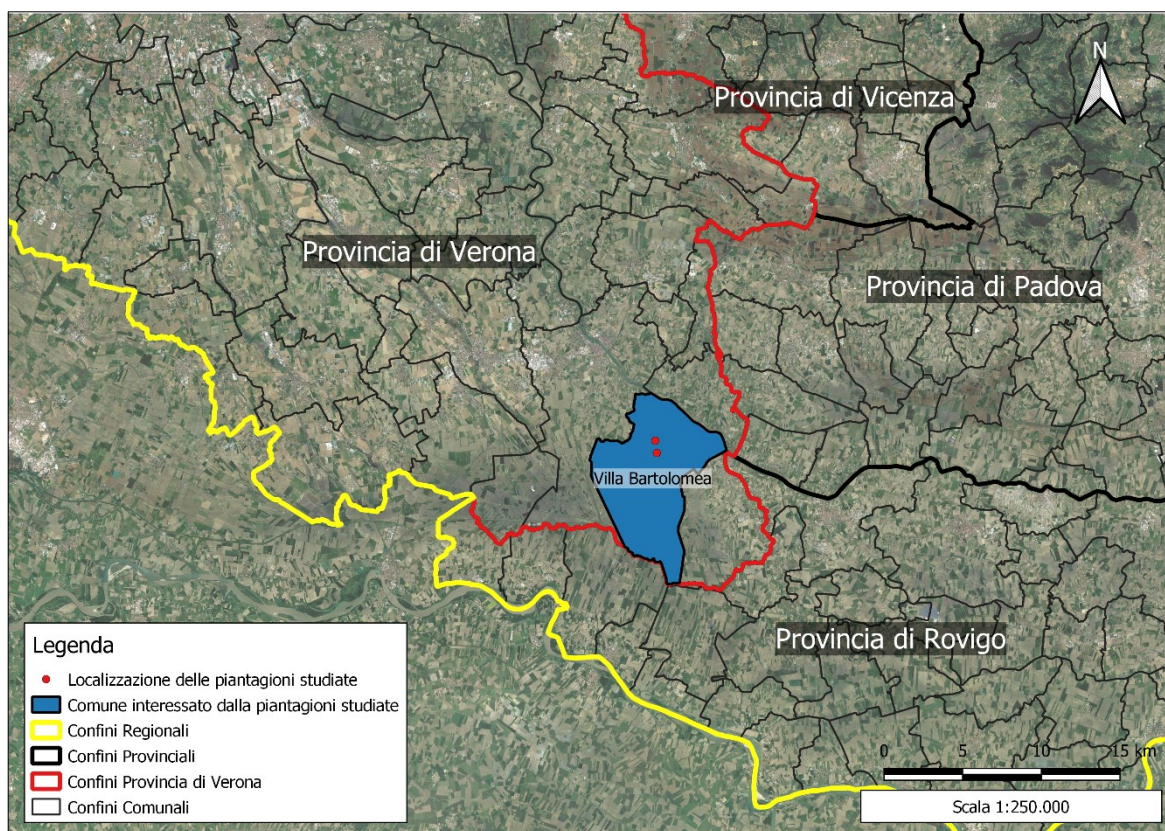 N
Provincia di Vicenza
Provincia di Verona
Provincia di Padova
Villa Bartolomea
Provincia di Rovigo
Legenda
Localizzazione delle piantagioni studiate
Comune interessato dalla piantagioni studiate
Confini Regionali
Confini Provinciali
Confini Provincia di Verona
Confini Comunali
0 5 10 15 km
Scala 1:250.000